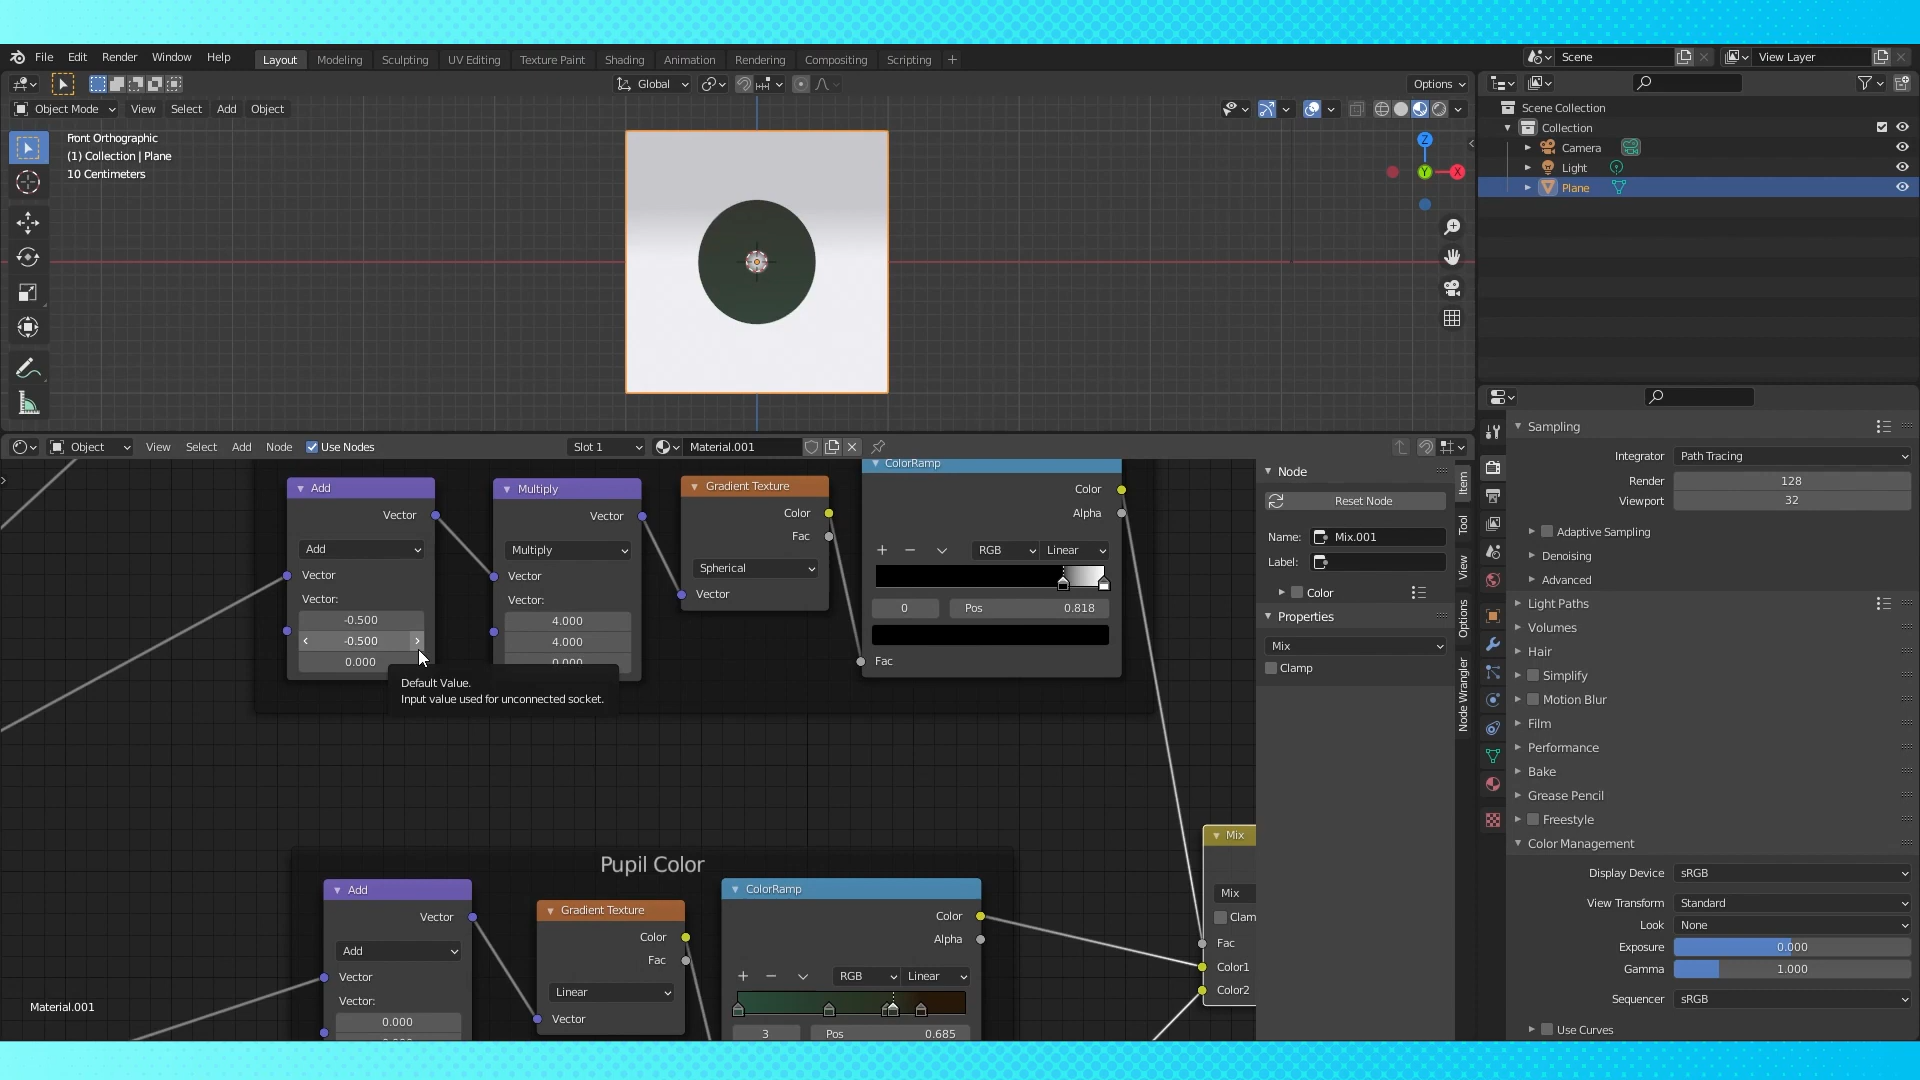 File Edit Render Window Help Layout Modeling Sculpting UV Editing Texture Paint Shading Animation Rendering Compositing Scripting + Scene View Layer
Global Options
Object Mode View Select Add Object
Front Orthographic
(1) Collection | Plane
10 Centimeters
Z
Y
X
Scene Collection
Collection
Camera
Light
Plane
Object View Select Add Node Use Nodes Slot 1 Material.001
Add
Vector
Add
Vector
Vector:
-0.500
-0.500
0.000
Default Value.
Input value used for unconnected socket.
Multiply
Vector
Multiply
Vector
Vector:
4.000
4.000
0.000
Gradient Texture
Color
Fac
Spherical
Vector
ColorRamp
Color
Alpha
RGB Linear
0 Pos 0.818
Fac
Pupil Color
Add
Vector
Add
Vector
Vector:
0.000
Gradient Texture
Color
Fac
Linear
Vector
ColorRamp
Color
Alpha
RGB Linear
3 Pos 0.685
Mix
Mix
Clam
Fac
Color1
Color2
Material.001
Node
Reset Node
Name: Mix.001
Label:
Color
Properties
Mix
Clamp
Item
Tool
View
Options
Node Wrangler
Sampling
Integrator Path Tracing
Render 128
Viewport 32
Adaptive Sampling
Denoising
Advanced
Light Paths
Volumes
Hair
Simplify
Motion Blur
Film
Performance
Bake
Grease Pencil
Freestyle
Color Management
Display Device sRGB
View Transform Standard
Look None
Exposure 0.000
Gamma 1.000
Sequencer sRGB
Use Curves